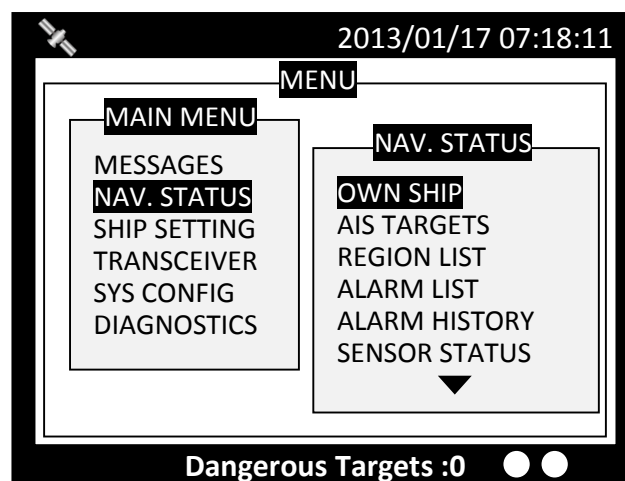 2013/01/17 07:18:11
MENU
MAIN MENU
MESSAGES
NAV. STATUS
SHIP SETTING
TRANSCEIVER
SYS CONFIG
DIAGNOSTICS
NAV. STATUS
OWN SHIP
AIS TARGETS
REGION LIST
ALARM LIST
ALARM HISTORY
SENSOR STATUS
Dangerous Targets :0